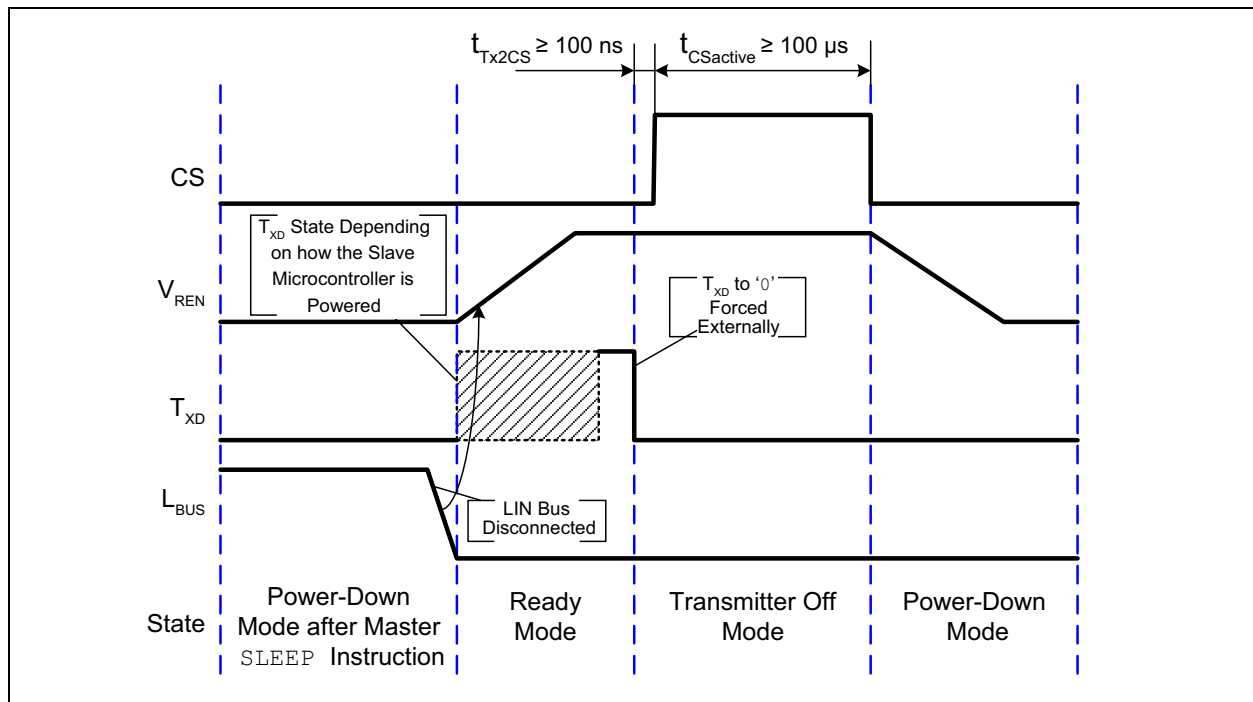 tTx2CS ≥ 100 ns
tCSactive ≥ 100 µs
CS
TXD State Depending
on how the Slave
Microcontroller is
Powered
VREN
TXD to ‘0’
Forced
Externally
TXD
LBUS
LIN Bus
Disconnected
State
Power-Down
Mode after Master
SLEEP Instruction
Ready
Mode
Transmitter Off
Mode
Power-Down
Mode